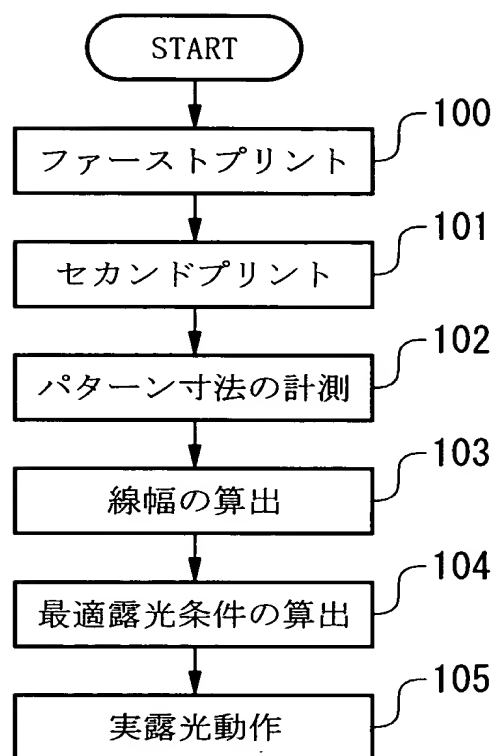 START
100
ファーストプリント
101
セカンドプリント
102
パターン寸法の計測
103
線幅の算出
104
最適露光条件の算出
105
実露光動作